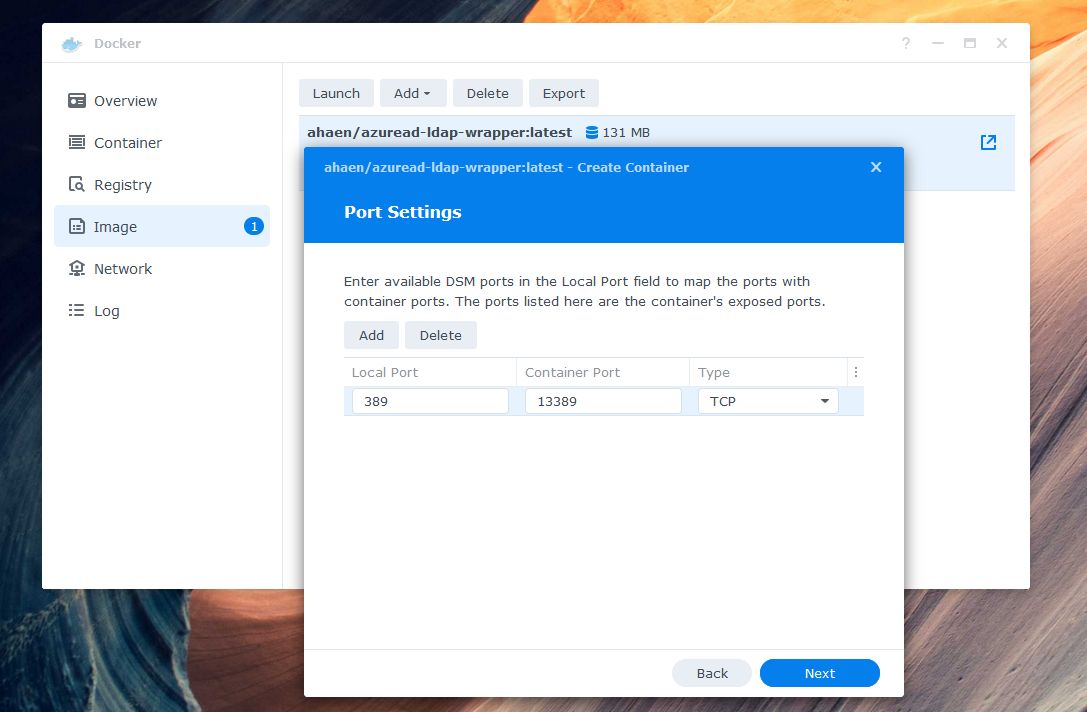 Docker
?
Overview
Container
Registry
Image
1
Network
Log
Launch
Add
Delete
Export
ahaen/azuread-ldap-wrapper:latest
131 MB
ahaen/azuread-ldap-wrapper:latest - Create Container
Port Settings
Enter available DSM ports in the Local Port field to map the ports with
container ports. The ports listed here are the container's exposed ports.
Add
Delete
Local Port
Container Port
Type
389
13389
TCP
Back
Next